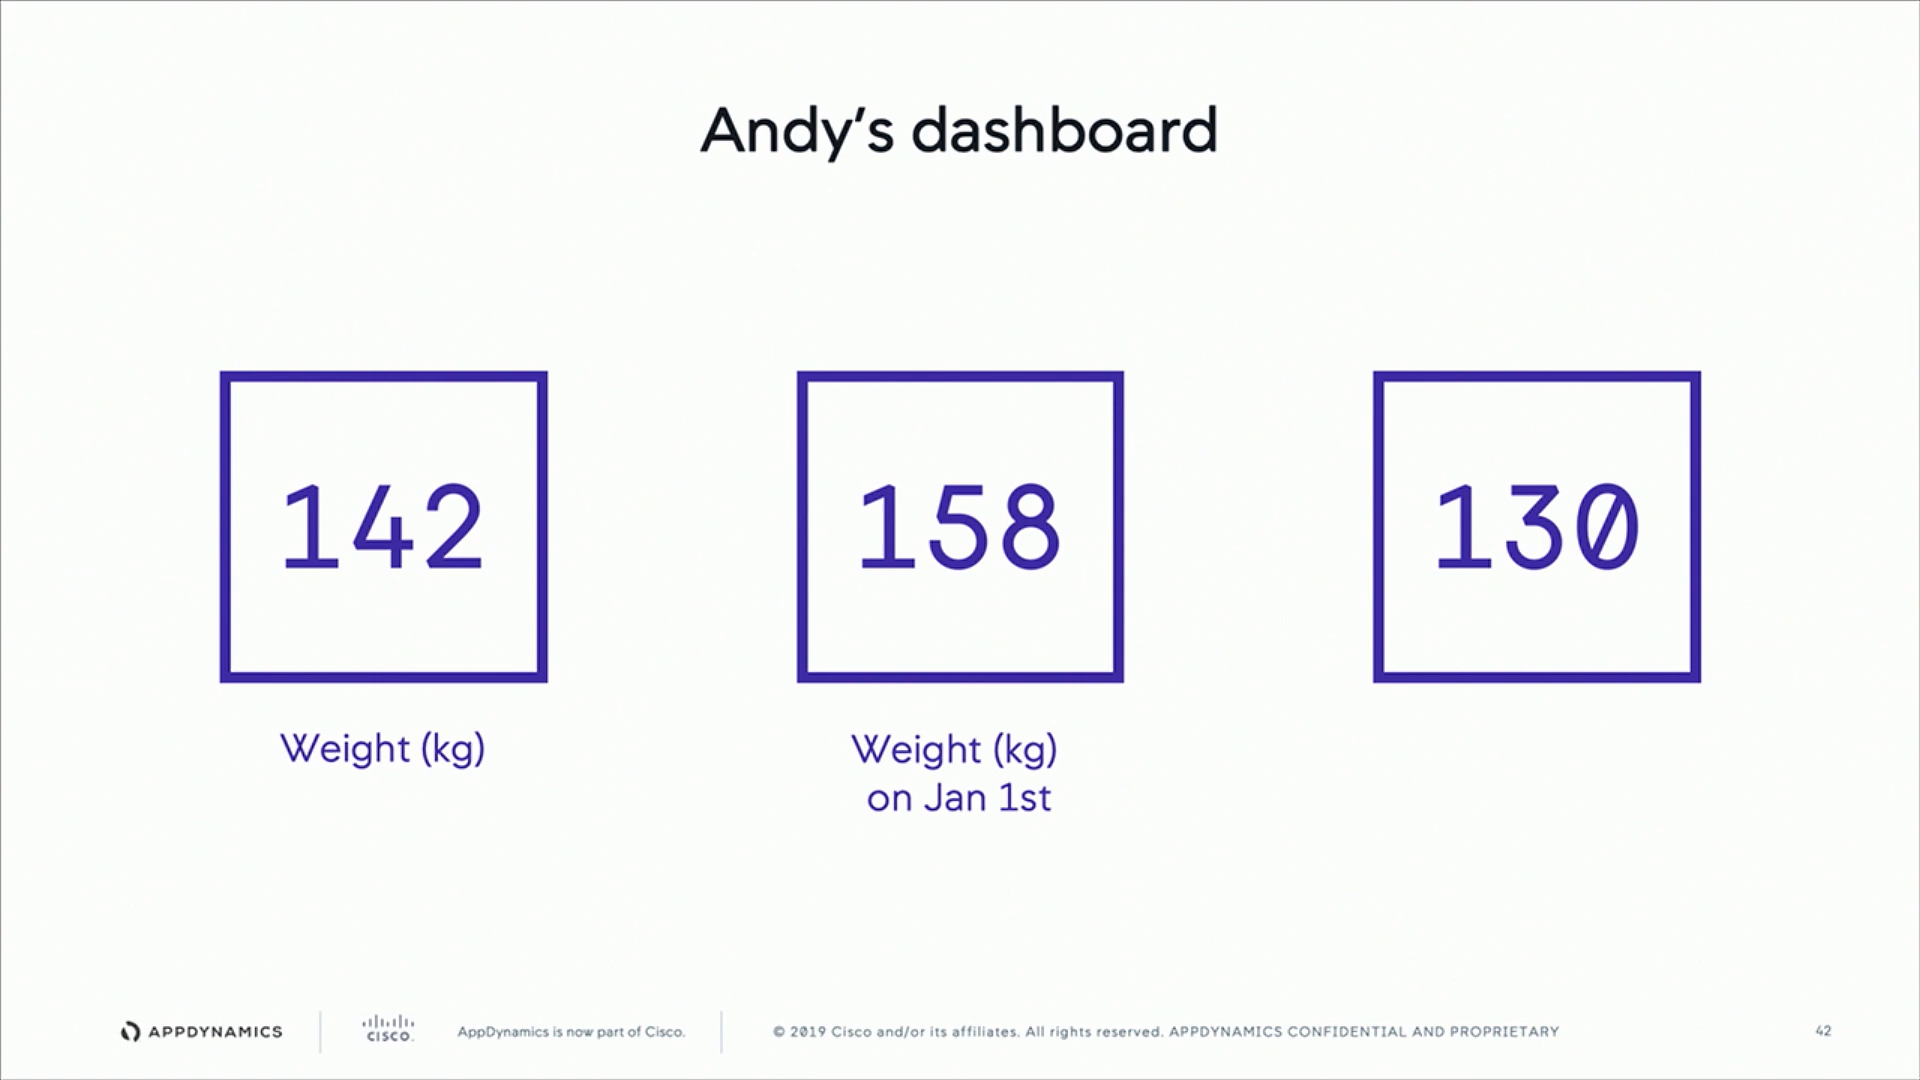 Andy's dashboard
142
158
130
Weight (kg)
Weight (kg)
on Jan 1st
APPDYNAMICS
CISCO.
AppDynamics is now part of Cisco.
© 2019 Cisco and/or its affiliates. All rights reserved. APPDYNAMICS CONFIDENTIAL AND PROPRIETARY
42